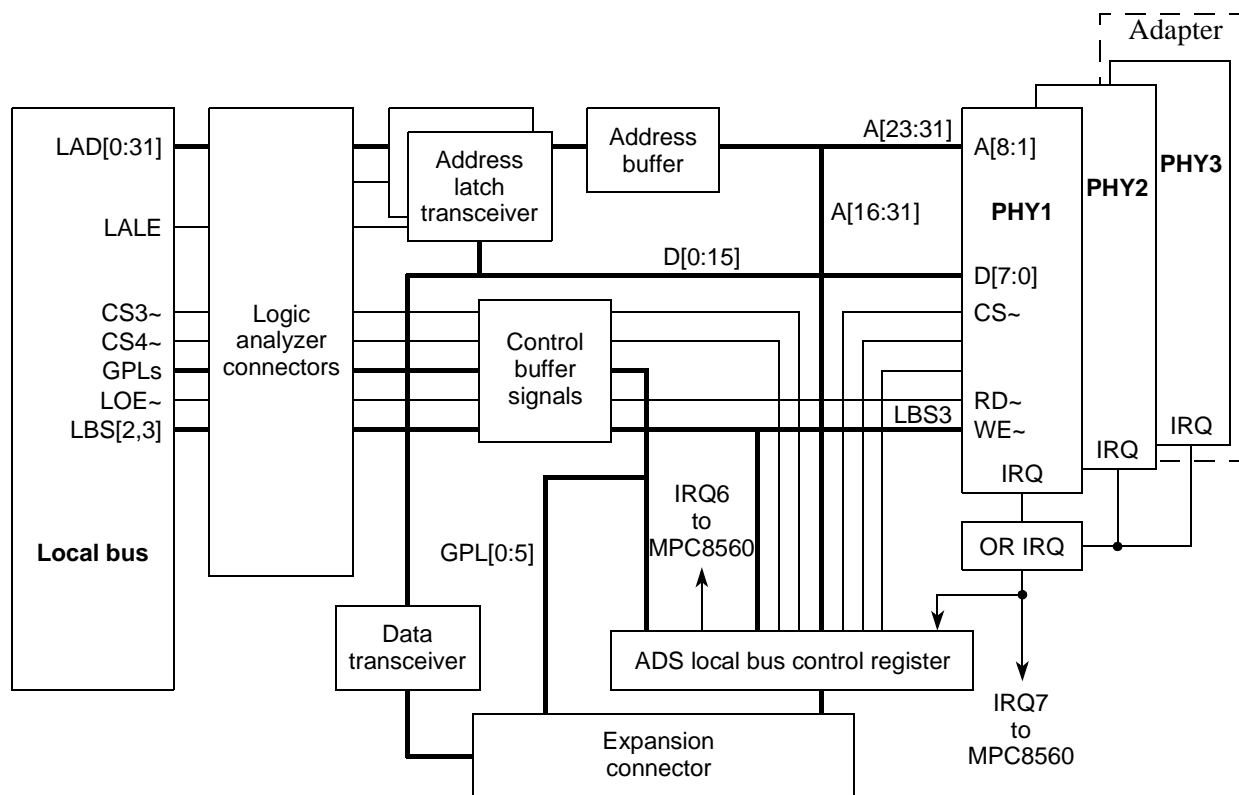 Adapter
LAD[0:31]
LALE
CS3~
CS4~
GPLs
LOE~
LBS[2,3]
Local bus
Logic
analyzer
connectors
Address
latch
transceiver
Address
buffer
A[23:31]
A[16:31]
D[0:15]
Control
buffer
signals
LBS3
A[8:1]
PHY1
D[7:0]
CS~
RD~
WE~
IRQ
PHY2
IRQ
PHY3
IRQ
OR IRQ
IRQ6
to
MPC8560
GPL[0:5]
Data
transceiver
ADS local bus control register
IRQ7
to
MPC8560
Expansion
connector